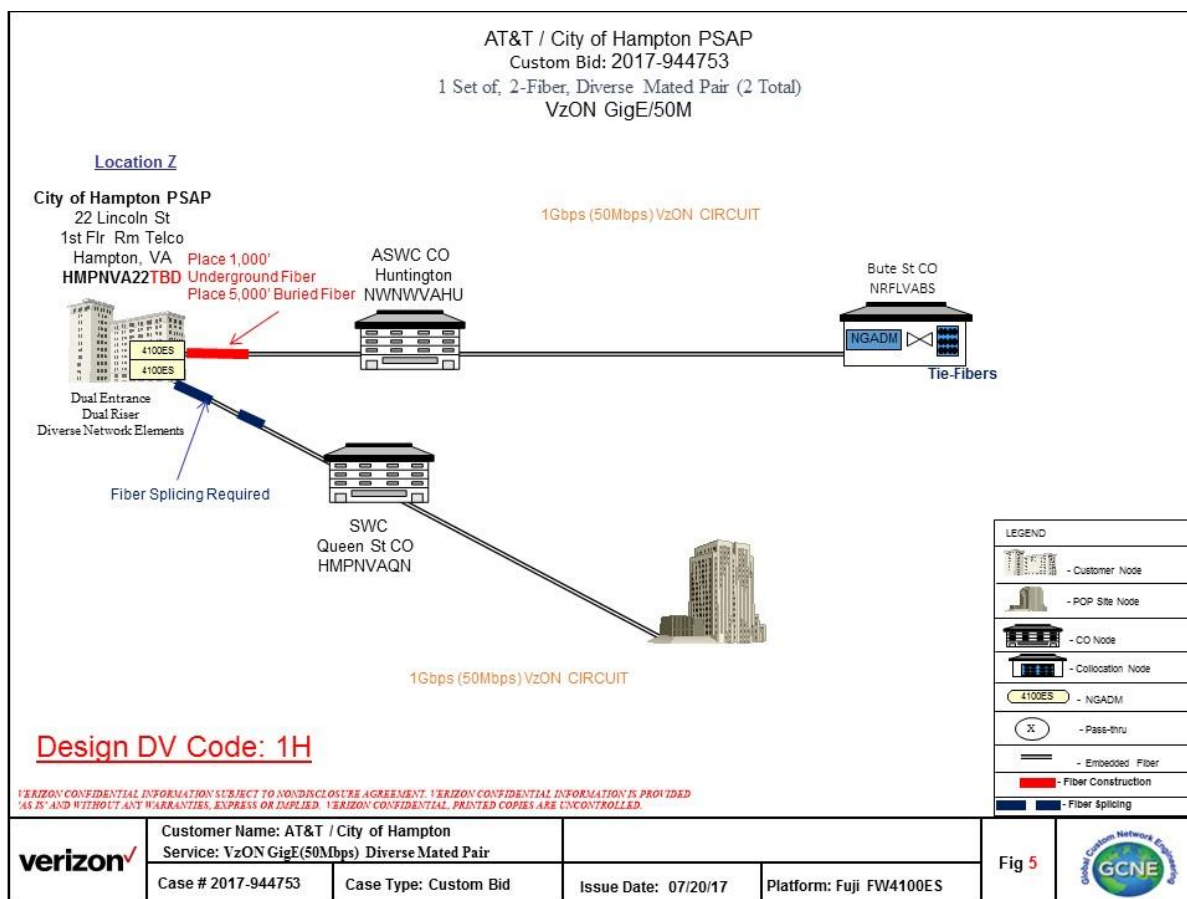 AT&T / City of Hampton PSAP
Custom Bid: 2017-944753
1 Set of, 2-Fiber, Diverse Mated Pair (2 Total)
VzON GigE/50M
Location Z
City of Hampton PSAP
22 Lincoln St
1st Flr Rm Telco
Hampton, VA
HMPNVA22TBD
Place 1,000'
Underground Fiber
Place 5,000' Buried Fiber
4100ES
4100ES
Dual Entrance
Dual Riser
Diverse Network Elements
Fiber Splicing Required
1Gbps (50Mbps) VzON CIRCUIT
ASWC CO
Huntington
NWNWVAHU
Bute St CO
NRFLVABS
NGADM
Tie-Fibers
SWC
Queen St CO
HMPNVAQN
1Gbps (50Mbps) VzON CIRCUIT
LEGEND
- Customer Node
- POP Site Node
- CO Node
- Collocation Node
4100ES - NGADM
X - Pass-thru
- Embedded Fiber
- Fiber Construction
- Fiber Splicing
Design DV Code: 1H
VERIZON CONFIDENTIAL INFORMATION SUBJECT TO NONDISCLOSURE AGREEMENT. VERIZON CONFIDENTIAL INFORMATION IS PROVIDED
'AS IS' AND WITHOUT ANY WARRANTIES, EXPRESS OR IMPLIED. VERIZON CONFIDENTIAL, PRINTED COPIES ARE UNCONTROLLED.
verizon
Customer Name: AT&T / City of Hampton
Service: VzON GigE(50Mbps) Diverse Mated Pair
Case # 2017-944753
Case Type: Custom Bid
Issue Date: 07/20/17
Platform: Fuji FW4100ES
Fig 5
Global Custom Network Engineering
GCNE